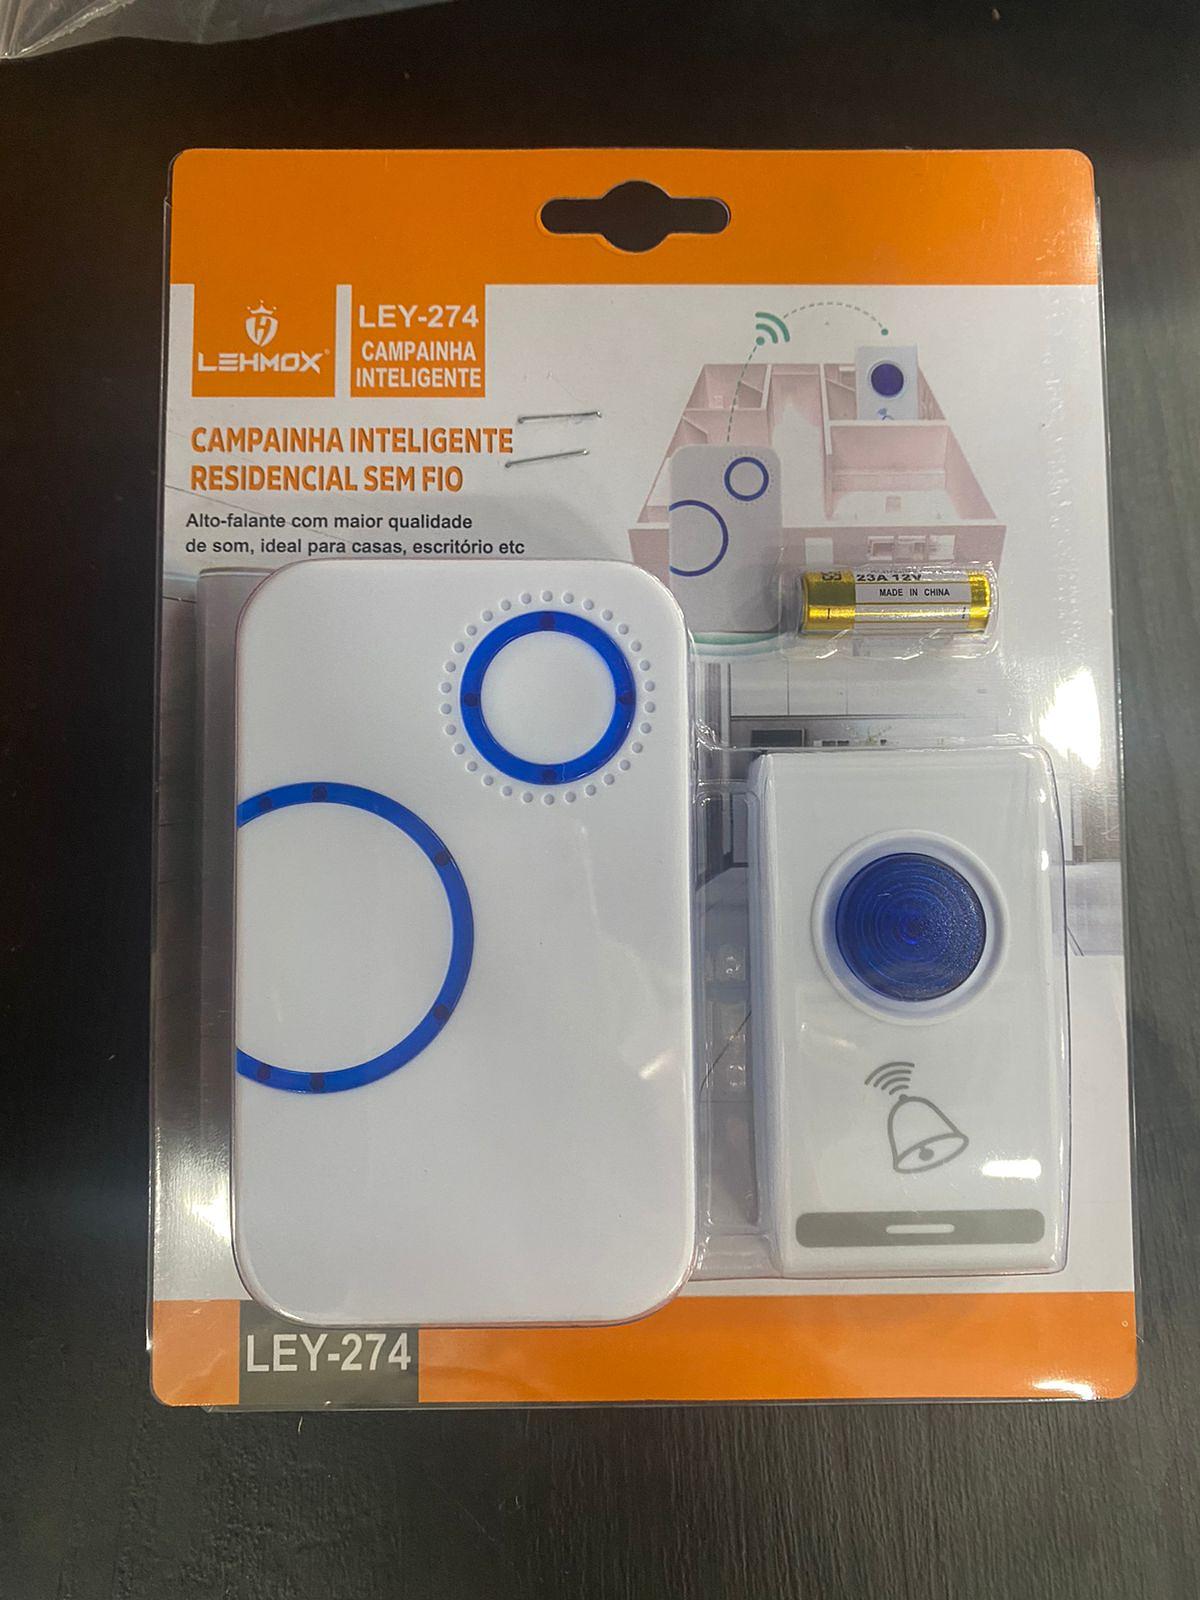 LEHMOX
LEY-274
CAMPAINHA
INTELIGENTE
CAMPAINHA INTELIGENTE
RESIDENCIAL SEM FIO
Alto-falante com maior qualidade
de som, ideal para casas, escritório etc
23A 12V
MADE IN CHINA
LEY-274